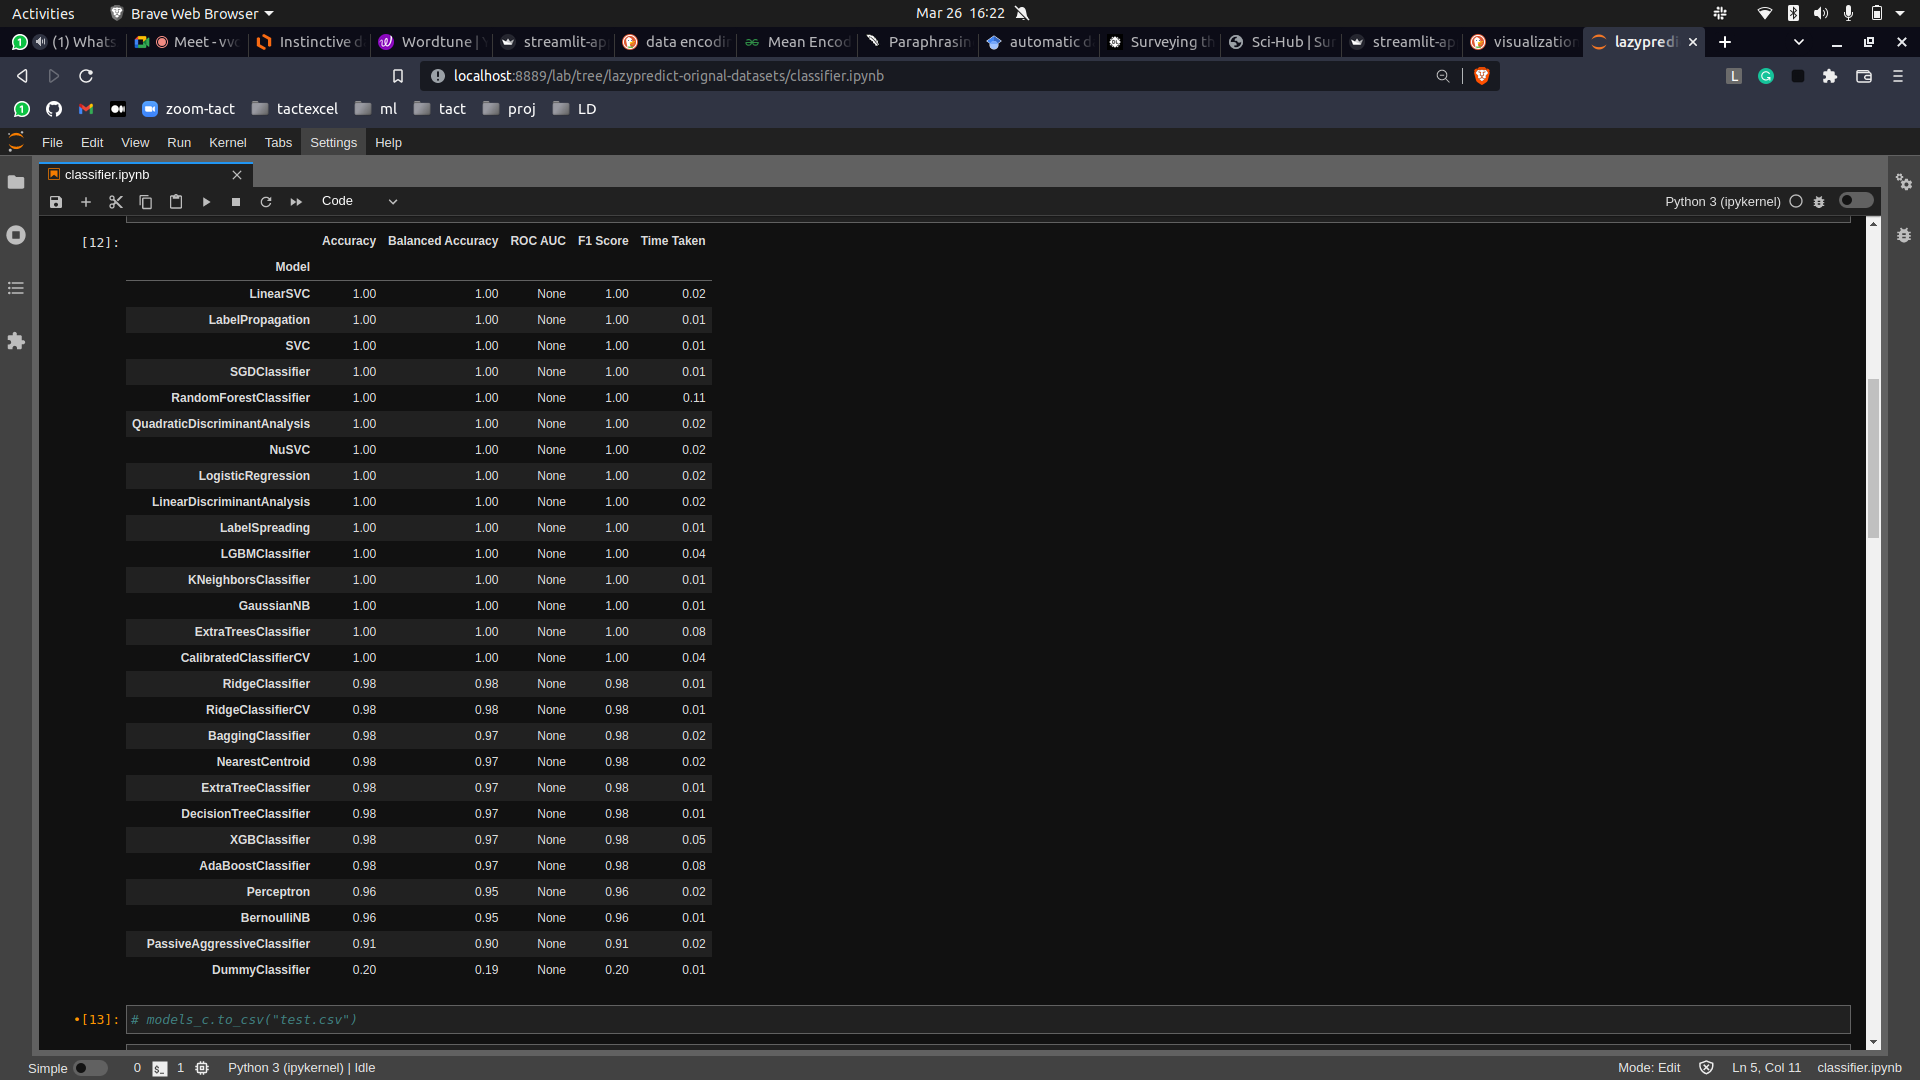 Activities Brave Web Browser Mar 26 16:22
(1) Whats Meet - vvc Instinctive d Wordtune | streamlit-ap data encodin Mean Encod Paraphrasin automatic d Surveying th Sci-Hub | Sur streamlit-ap visualization lazypredi
localhost:8889/lab/tree/lazypredict-orignal-datasets/classifier.ipynb
zoom-tact tactexcel ml tact proj LD
File Edit View Run Kernel Tabs Settings Help
classifier.ipynb
Code Python 3 (ipykernel)
[12]: Accuracy Balanced Accuracy ROC AUC F1 Score Time Taken
Model
LinearSVC 1.00 1.00 None 1.00 0.02
LabelPropagation 1.00 1.00 None 1.00 0.01
SVC 1.00 1.00 None 1.00 0.01
SGDClassifier 1.00 1.00 None 1.00 0.01
RandomForestClassifier 1.00 1.00 None 1.00 0.11
QuadraticDiscriminantAnalysis 1.00 1.00 None 1.00 0.02
NuSVC 1.00 1.00 None 1.00 0.02
LogisticRegression 1.00 1.00 None 1.00 0.02
LinearDiscriminantAnalysis 1.00 1.00 None 1.00 0.02
LabelSpreading 1.00 1.00 None 1.00 0.01
LGBMClassifier 1.00 1.00 None 1.00 0.04
KNeighborsClassifier 1.00 1.00 None 1.00 0.01
GaussianNB 1.00 1.00 None 1.00 0.01
ExtraTreesClassifier 1.00 1.00 None 1.00 0.08
CalibratedClassifierCV 1.00 1.00 None 1.00 0.04
RidgeClassifier 0.98 0.98 None 0.98 0.01
RidgeClassifierCV 0.98 0.98 None 0.98 0.01
BaggingClassifier 0.98 0.97 None 0.98 0.02
NearestCentroid 0.98 0.97 None 0.98 0.02
ExtraTreeClassifier 0.98 0.97 None 0.98 0.01
DecisionTreeClassifier 0.98 0.97 None 0.98 0.01
XGBClassifier 0.98 0.97 None 0.98 0.05
AdaBoostClassifier 0.98 0.97 None 0.98 0.08
Perceptron 0.96 0.95 None 0.96 0.02
BernoulliNB 0.96 0.95 None 0.96 0.01
PassiveAggressiveClassifier 0.91 0.90 None 0.91 0.02
DummyClassifier 0.20 0.19 None 0.20 0.01
•[13]: # models_c.to_csv("test.csv")
Simple 0 1 Python 3 (ipykernel) | Idle Mode: Edit Ln 5, Col 11 classifier.ipynb